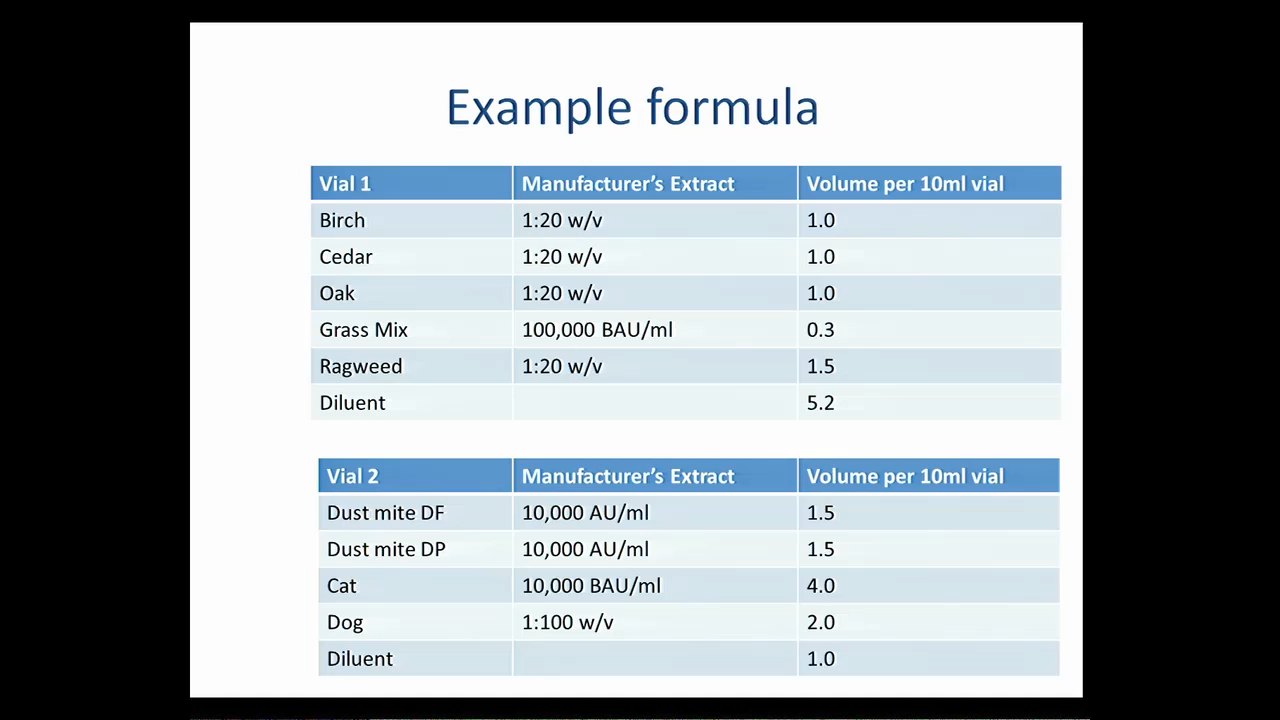 Example formula
Vial 1 Manufacturer’s Extract Volume per 10ml vial
Birch 1:20 w/v 1.0
Cedar 1:20 w/v 1.0
Oak 1:20 w/v 1.0
Grass Mix 100,000 BAU/ml 0.3
Ragweed 1:20 w/v 1.5
Diluent 5.2
Vial 2 Manufacturer’s Extract Volume per 10ml vial
Dust mite DF 10,000 AU/ml 1.5
Dust mite DP 10,000 AU/ml 1.5
Cat 10,000 BAU/ml 4.0
Dog 1:100 w/v 2.0
Diluent 1.0